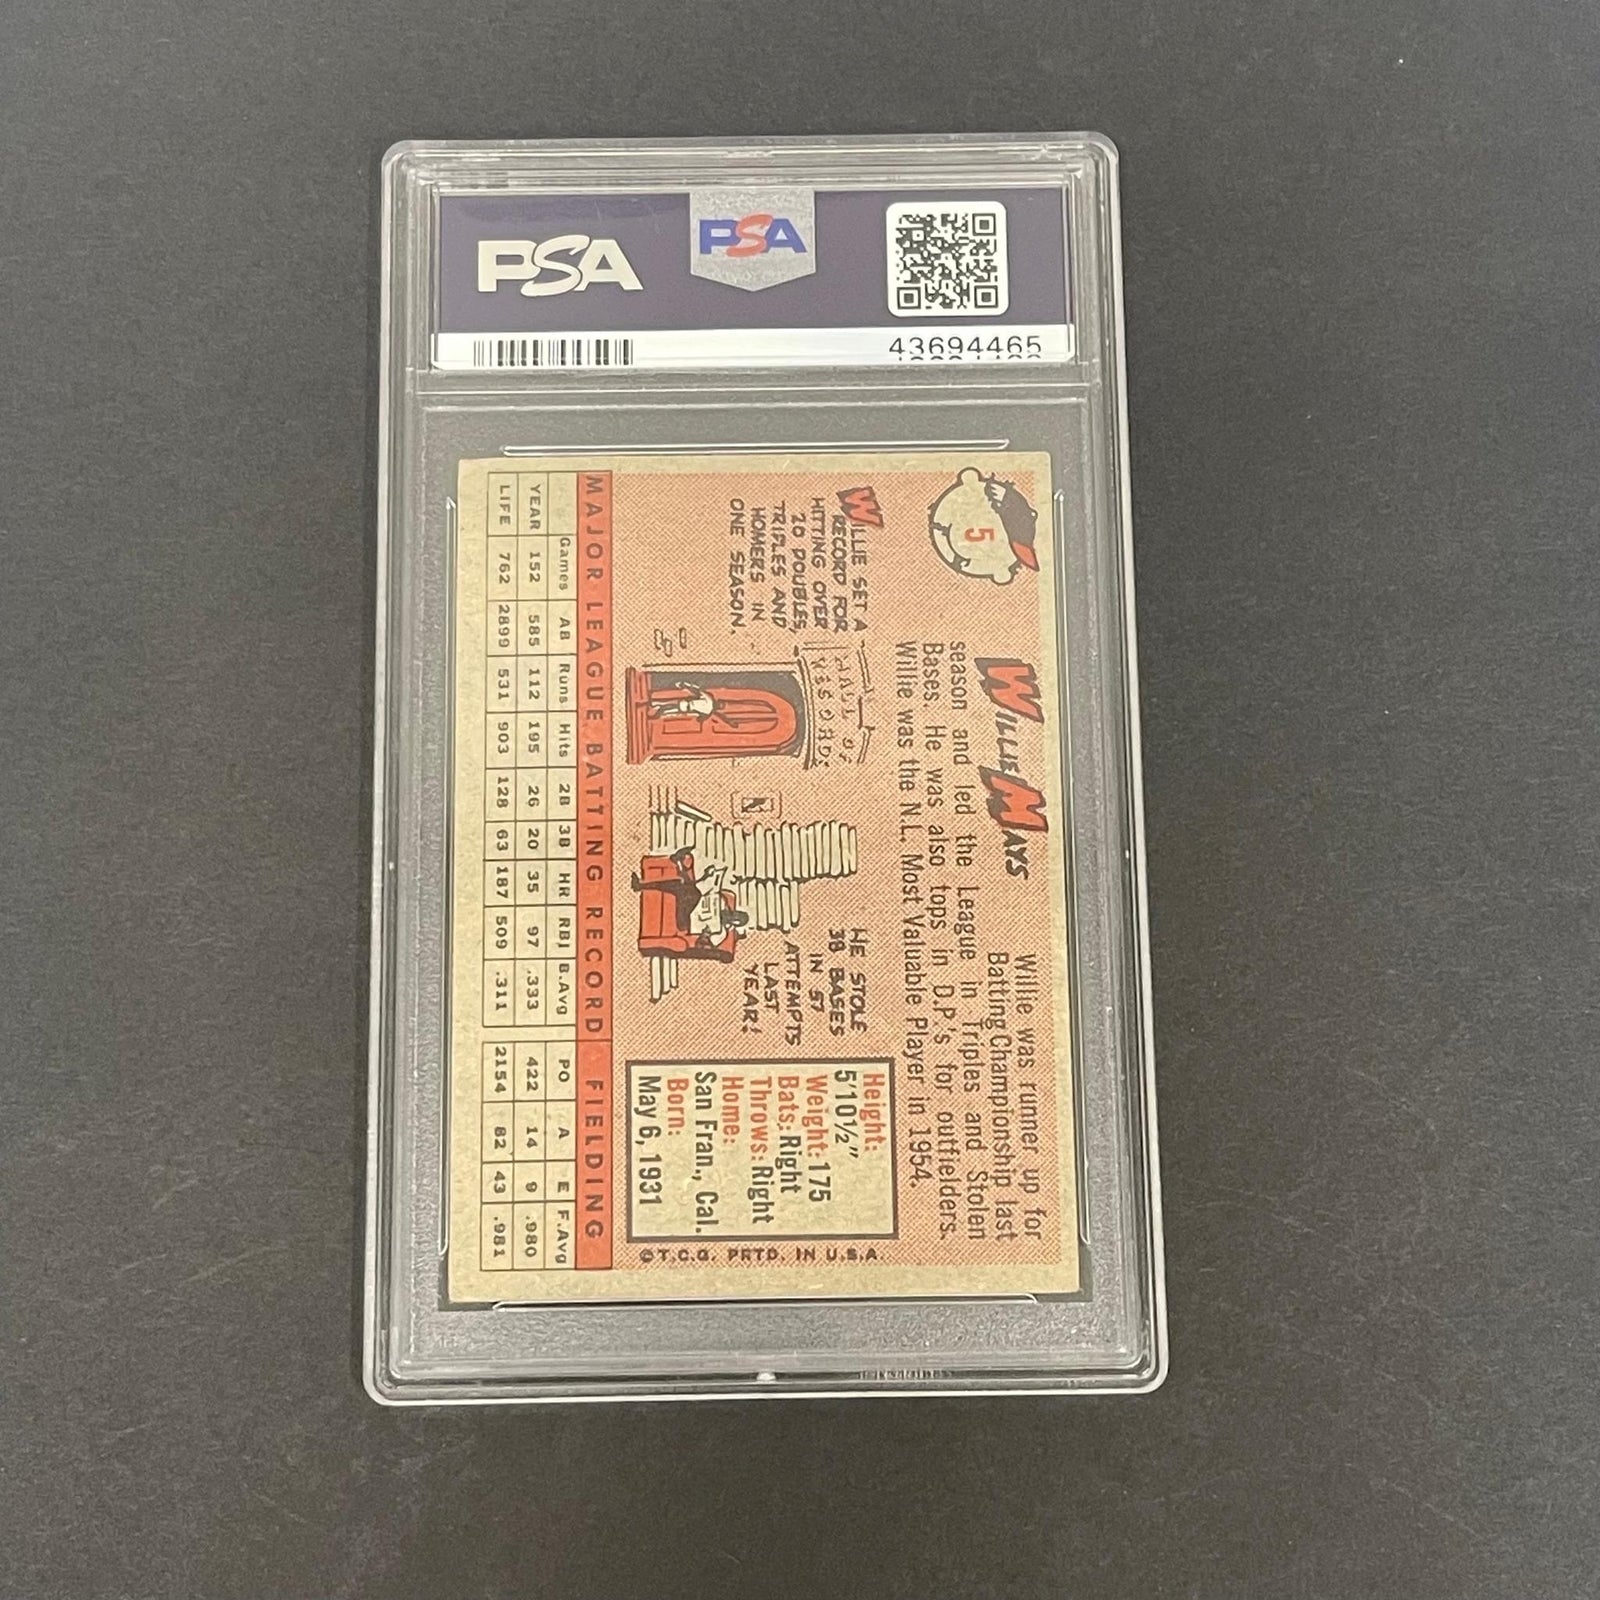 PSA
PSA
43694465
5
WILLIE MAYS
Willie was runner up for
Batting Championship last
season and led the League in Triples and Stolen
Bases. He was also tops in D.P.'s for outfielders.
Willie was the N.L. Most Valuable Player in 1954.
WILLIE SET A
RECORD FOR
HITTING OVER
20 DOUBLES,
TRIPLES AND
HOMERS IN
ONE SEASON.
HALL OF
RECORDS
HE STOLE
38 BASES
IN 57
ATTEMPTS
LAST
YEAR!
Height:
5'10½"
Weight: 175
Bats: Right
Throws: Right
Home:
San Fran., Cal.
Born:
May 6, 1931
©T.C.G. PRTD. IN U.S.A.
MAJOR LEAGUE BATTING RECORD FIELDING
Games AB Runs Hits 2B 3B HR RBI B.Avg PO A E F.Avg
YEAR 152 585 112 195 26 20 35 97 .333 422 14 9 .980
LIFE 762 2899 531 903 128 63 187 509 .311 2154 82 43 .981